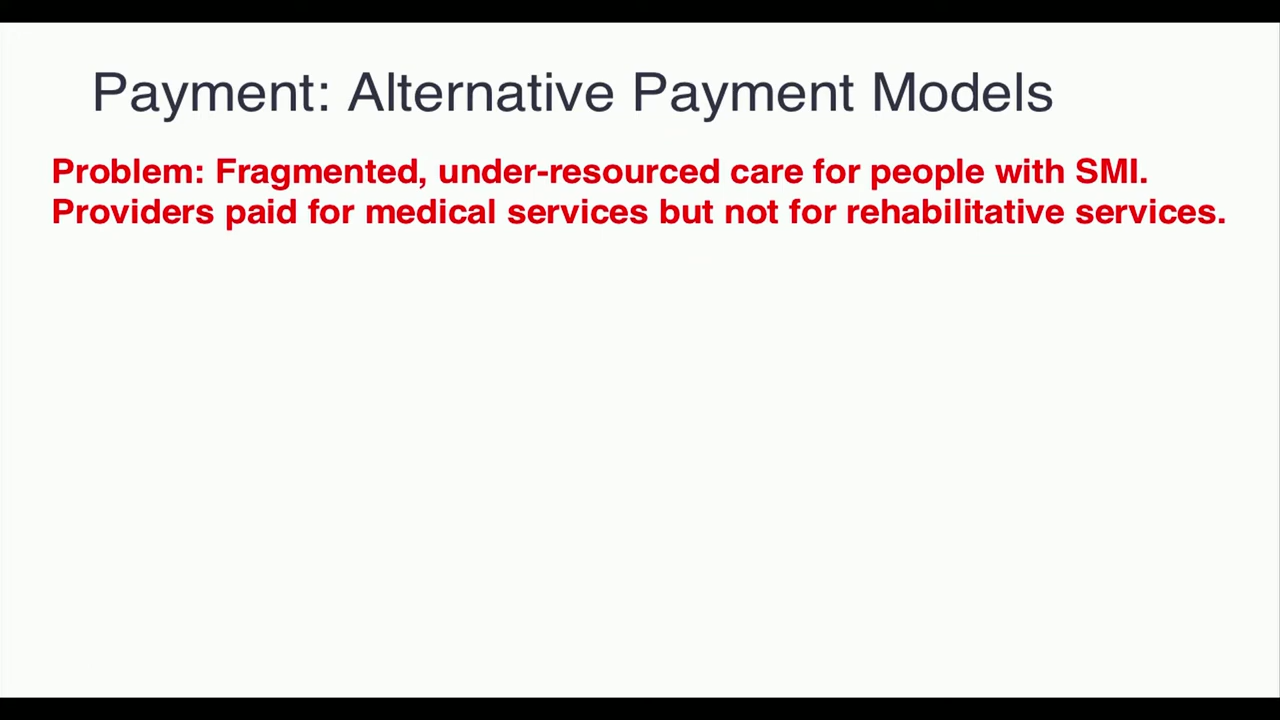 Payment: Alternative Payment Models
Problem: Fragmented, under-resourced care for people with SMI.
Providers paid for medical services but not for rehabilitative services.